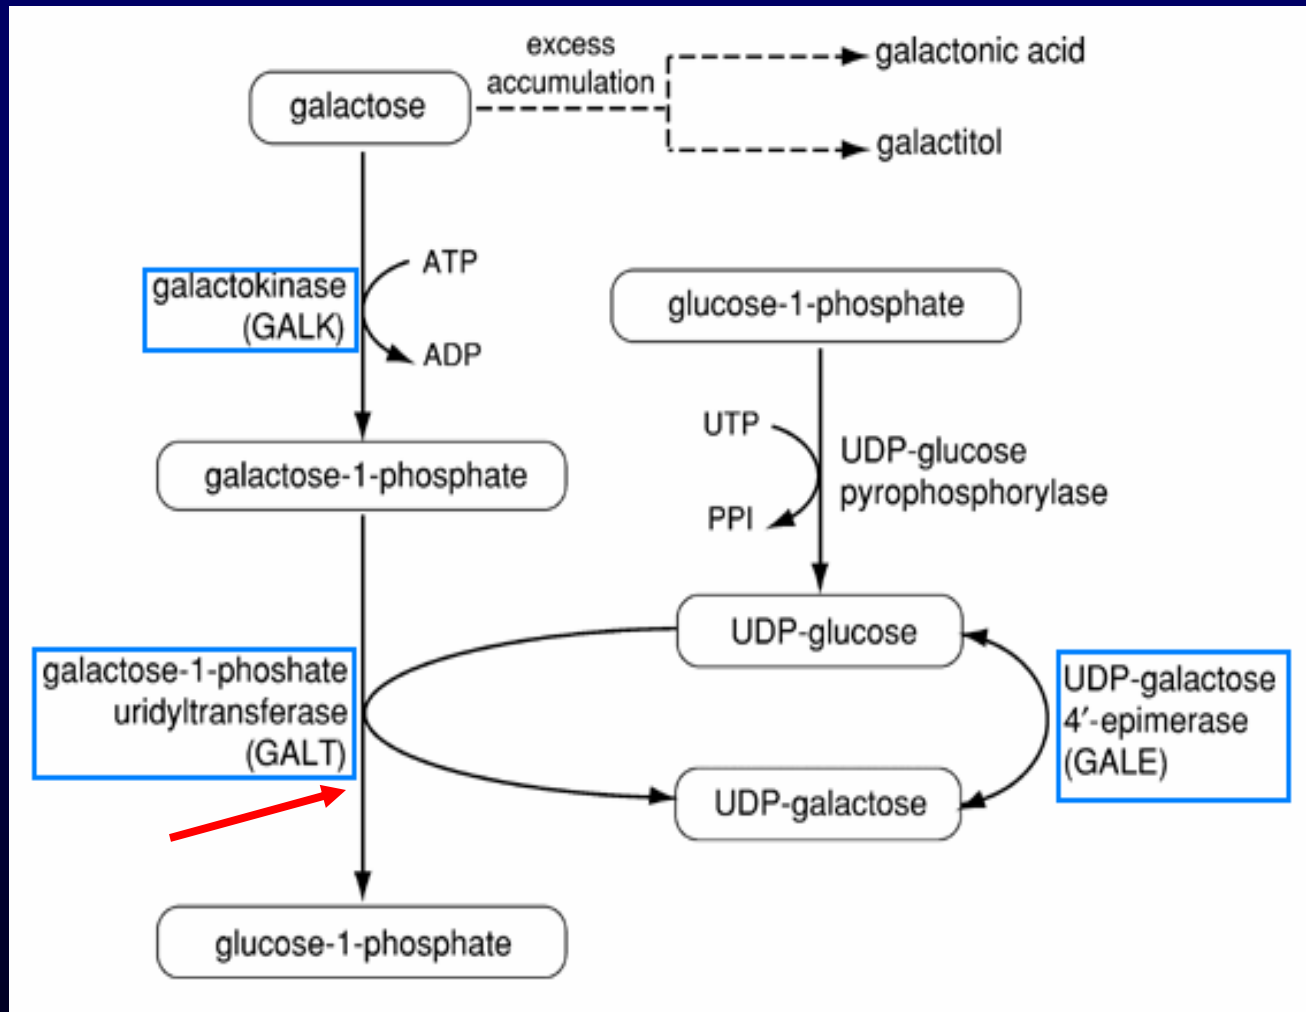 excess
accumulation
galactonic acid
galactose
galactitol
galactokinase
(GALK)
ATP
ADP
glucose-1-phosphate
galactose-1-phosphate
UTP
PPI
UDP-glucose
pyrophosphorylase
galactose-1-phoshate
uridyltransferase
(GALT)
UDP-glucose
UDP-galactose
4′-epimerase
(GALE)
UDP-galactose
glucose-1-phosphate